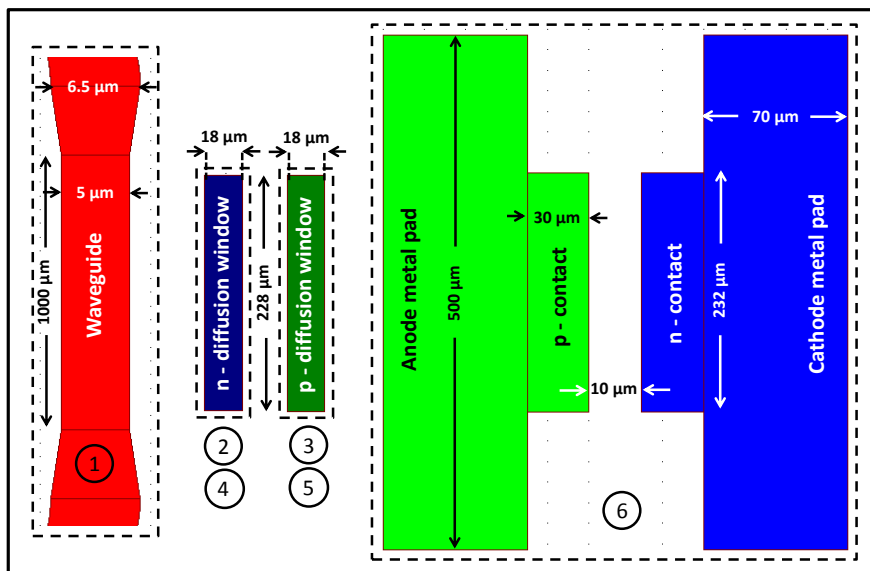 6.5 µm
5 µm
1000 µm
Waveguide
1
18 µm
18 µm
n - diffusion window
228 µm
p - diffusion window
2
4
3
5
Anode metal pad
500 µm
30 µm
p - contact
10 µm
n - contact
232 µm
70 µm
Cathode metal pad
6